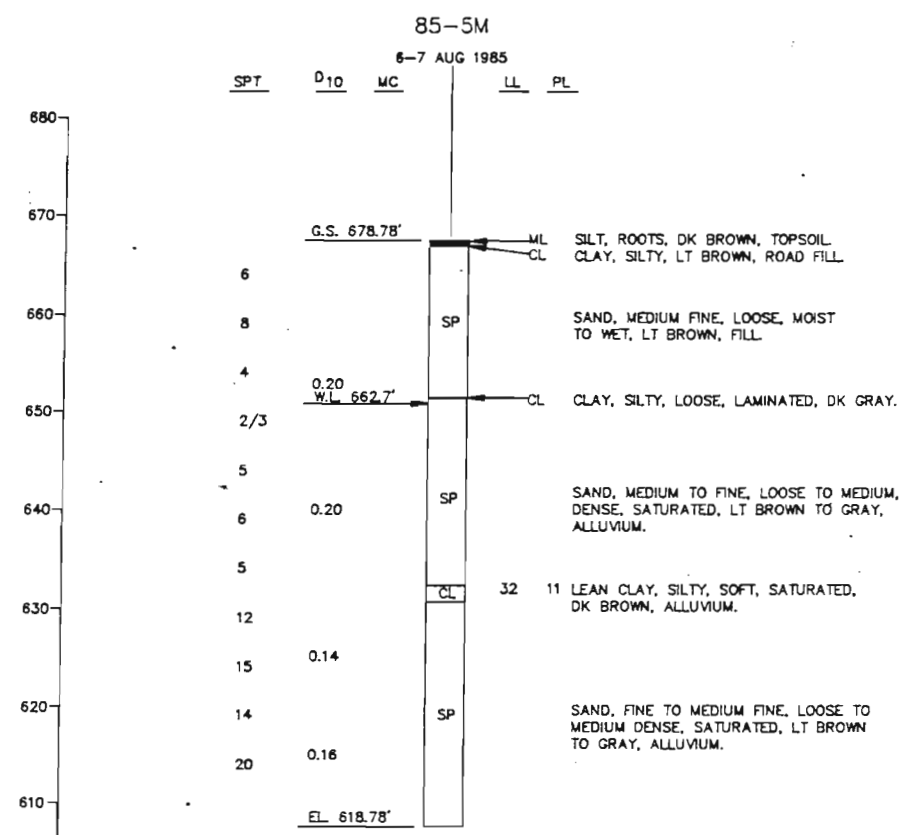 85-5M
6-7 AUG 1985
SPT D10 MC LL PL
680
670
G.S. 678.78'
ML SILT, ROOTS, DK BROWN, TOPSOIL
CL CLAY, SILTY, LT BROWN, ROAD FILL
6
660
8
SP
SAND, MEDIUM FINE, LOOSE, MOIST
TO WET, LT BROWN, FILL
4
0.20
W.L. 662.7'
650
CL CLAY, SILTY, LOOSE, LAMINATED, DK GRAY.
2/3
5
SP
SAND, MEDIUM TO FINE, LOOSE TO MEDIUM,
DENSE, SATURATED, LT BROWN TO GRAY,
ALLUVIUM.
640
6
0.20
5
CL
32 11 LEAN CLAY, SILTY, SOFT, SATURATED,
DK BROWN, ALLUVIUM.
630
12
15
0.14
620
14
SP
SAND, FINE TO MEDIUM FINE, LOOSE TO
MEDIUM DENSE, SATURATED, LT BROWN
TO GRAY, ALLUVIUM.
20
0.16
610
EL 618.78'